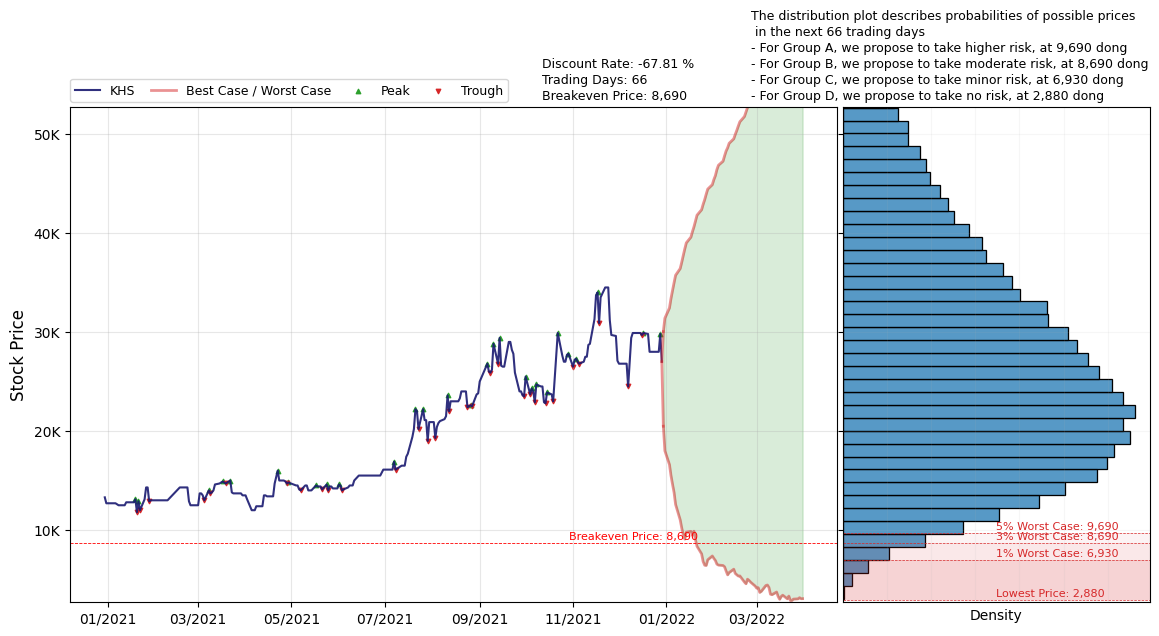 The distribution plot describes probabilities of possible prices
in the next 66 trading days
- For Group A, we propose to take higher risk, at 9,690 dong
- For Group B, we propose to take moderate risk, at 8,690 dong
- For Group C, we propose to take minor risk, at 6,930 dong
- For Group D, we propose to take no risk, at 2,880 dong
Discount Rate: -67.81 %
Trading Days: 66
Breakeven Price: 8,690
KHS
Best Case / Worst Case
Peak
Trough
Stock Price
50K
40K
30K
20K
10K
Breakeven Price: 8,690
5% Worst Case: 9,690
3% Worst Case: 8,690
1% Worst Case: 6,930
Lowest Price: 2,880
01/2021
03/2021
05/2021
07/2021
09/2021
11/2021
01/2022
03/2022
Density